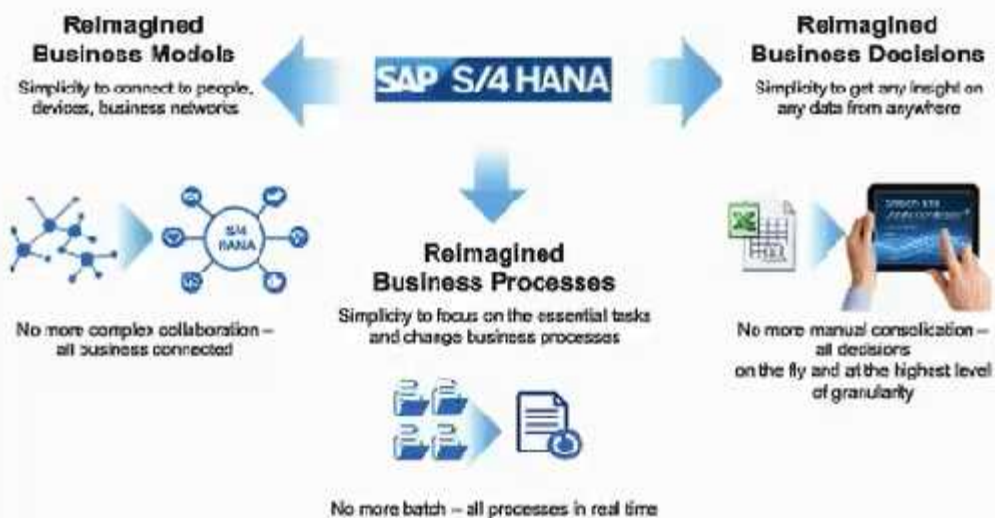 Reimagined
Business Models
Simplicity to connect to people,
devices, business networks
SAP S/4 HANA
Reimagined
Business Decisions
Simplicity to get any insight on
any data from anywhere
S/4
HANA
No more complex collaboration –
all business connected
Reimagined
Business Processes
Simplicity to focus on the essential tasks
and change business processes
No more manual consolication –
all decisions
on the fly and at the highest level
of granularity
No more batch – all processes in real time